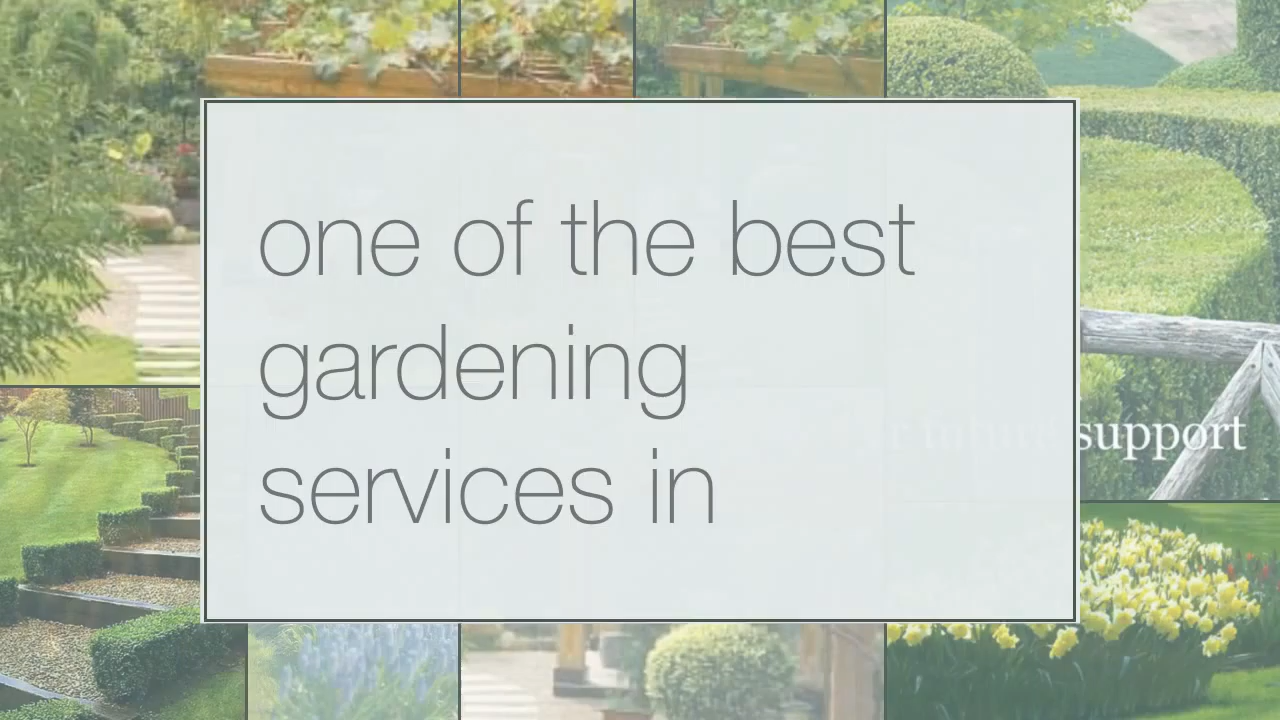 one of the best
gardening
services in
support